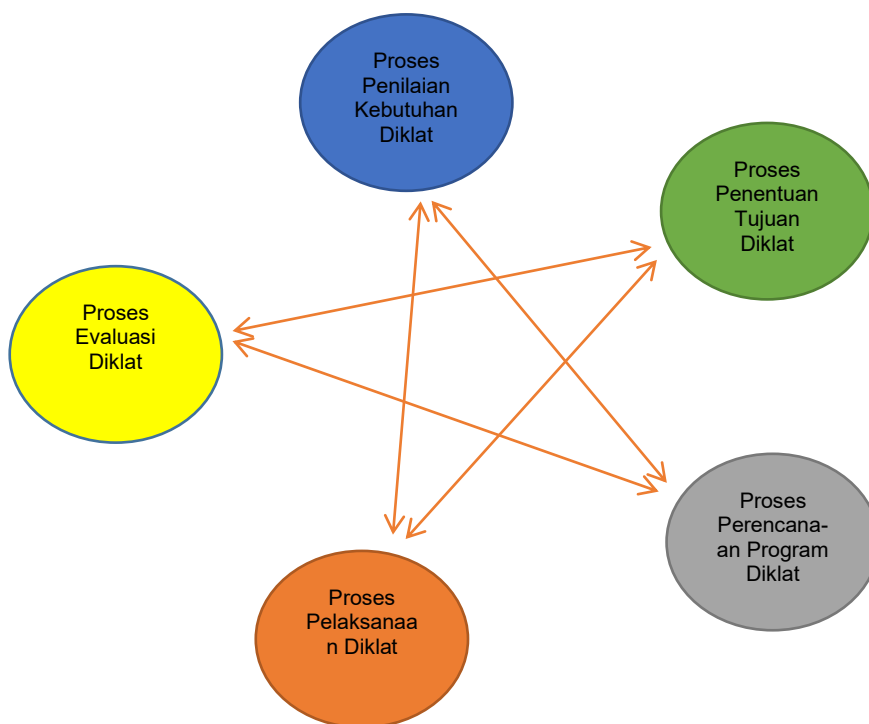 Proses
Penilaian
Kebutuhan
Diklat
Proses
Penentuan
Tujuan
Diklat
Proses
Evaluasi
Diklat
Proses
Perencana-
an Program
Diklat
Proses
Pelaksanaa
n Diklat